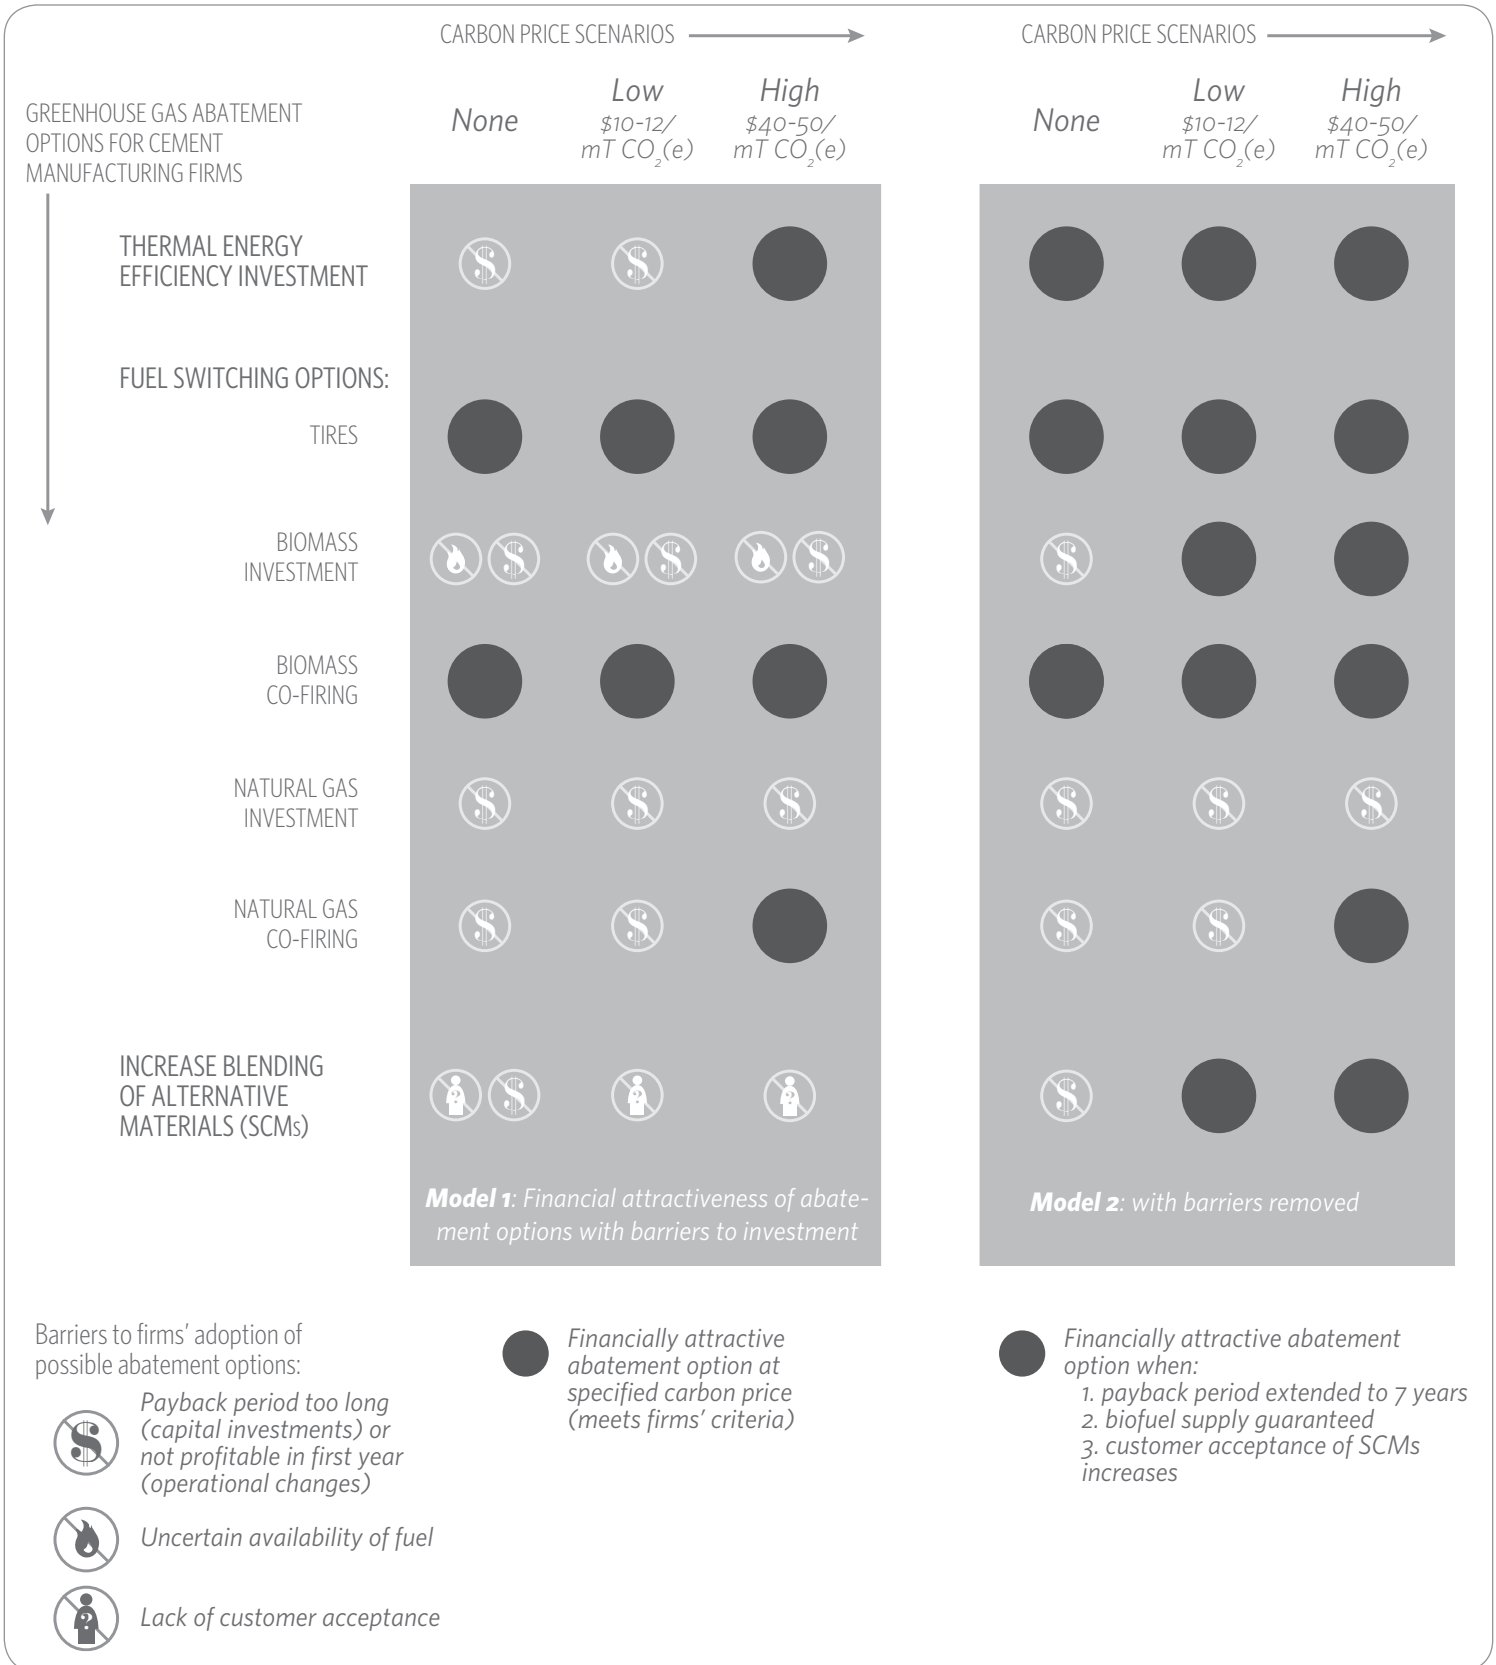 CARBON PRICE SCENARIOS
CARBON PRICE SCENARIOS
GREENHOUSE GAS ABATEMENT
OPTIONS FOR CEMENT
MANUFACTURING FIRMS
None
Low
$10-12/
mT CO₂(e)
High
$40-50/
mT CO₂(e)
None
Low
$10-12/
mT CO₂(e)
High
$40-50/
mT CO₂(e)
THERMAL ENERGY
EFFICIENCY INVESTMENT
FUEL SWITCHING OPTIONS:
TIRES
BIOMASS
INVESTMENT
BIOMASS
CO-FIRING
NATURAL GAS
INVESTMENT
NATURAL GAS
CO-FIRING
INCREASE BLENDING
OF ALTERNATIVE
MATERIALS (SCMs)
Model 1: Financial attractiveness of abate-
ment options with barriers to investment
Model 2: with barriers removed
Barriers to firms' adoption of
possible abatement options:
Payback period too long
(capital investments) or
not profitable in first year
(operational changes)
Uncertain availability of fuel
Lack of customer acceptance
Financially attractive
abatement option at
specified carbon price
(meets firms' criteria)
Financially attractive abatement
option when:
1. payback period extended to 7 years
2. biofuel supply guaranteed
3. customer acceptance of SCMs
increases